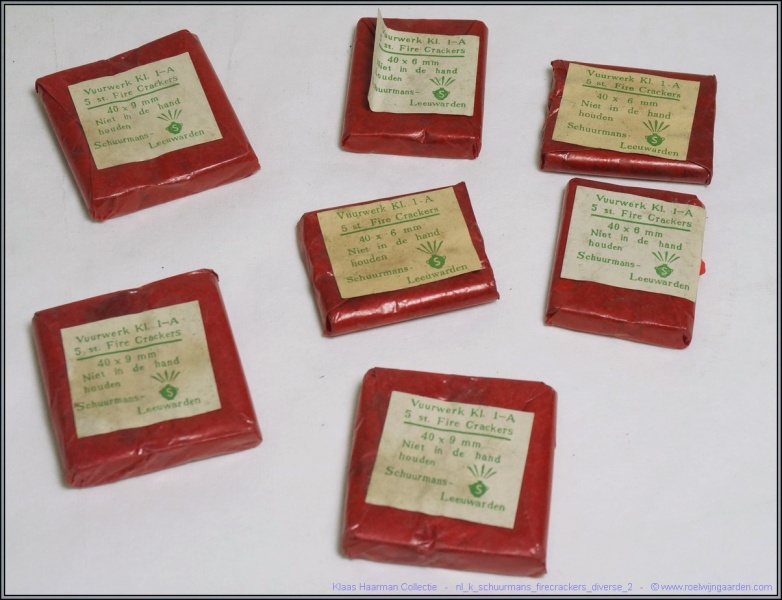 Vuurwerk Kl. 1-A
5 st. Fire Crackers
40 x 9 mm
Niet in de hand
houden
Schuurmans-
S
Leeuwarden
Vuurwerk Kl. 1-A
st. Fire Crackers
40 x 6 mm
Niet in de hand
houden
Schuurmans-
S
Leeuwarden
Vuurwerk Kl. 1-A
5 st. Fire Crackers
40 x 6 mm
Niet in de hand
houden
Schuurmans-
S
Leeuwarden
Vuurwerk Kl. 1-A
5 st. Fire Crackers
40 x 6 mm
Niet in de hand
houden
Schuurmans-
S
Leeuwarden
Vuurwerk Kl. 1-A
5 st. Fire Crackers
40 x 6 mm
Niet in de hand
houden
Schuurmans-
S
Leeuwarden
Vuurwerk Kl. 1-A
5 st. Fire Crackers
40 x 9 mm
Niet in de hand
houden
Schuurmans-
S
Leeuwarden
Vuurwerk Kl. 1-A
5 st. Fire Crackers
40 x 9 mm
Niet in de hand
houden
Schuurmans-
S
Leeuwarden
Klaas Haarman Collectie - nl_k_schuurmans_firecrackers_diverse_2 - © www.roelwijngaarden.com